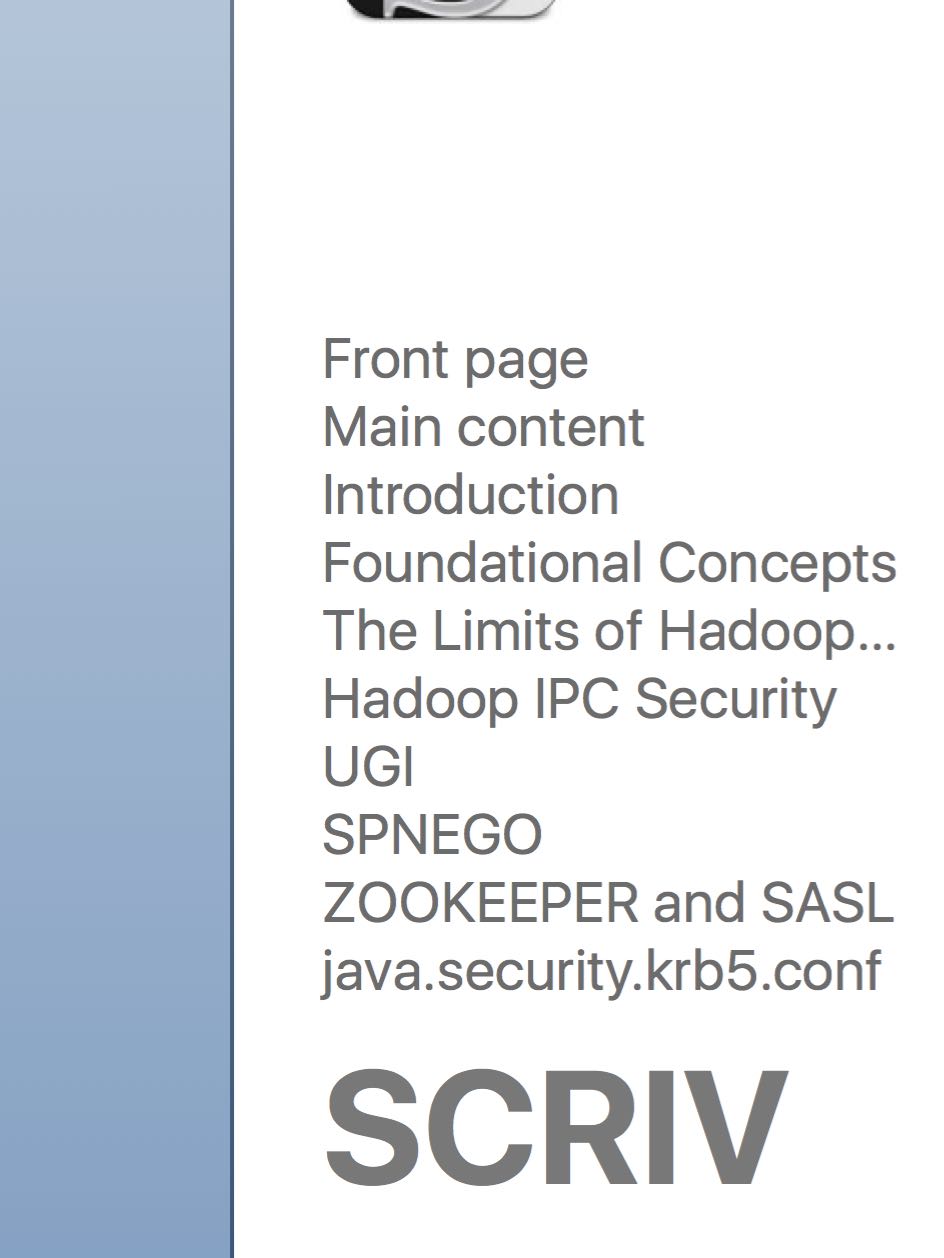 Front page
Main content
Introduction
Foundational Concepts
The Limits of Hadoop...
Hadoop IPC Security
UGI
SPNEGO
ZOOKEEPER and SASL
java.security.krb5.conf
SCRIV